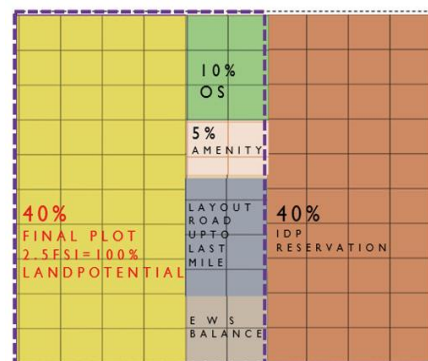 10%
OS
5%
AMENITY
40%
FINAL PLOT
2.5FSI=100%
LANDPOTENTIAL
LAYOUT
ROAD
UPTO
LAST
MILE
40%
IDP
RESERVATION
EWS
BALANCE